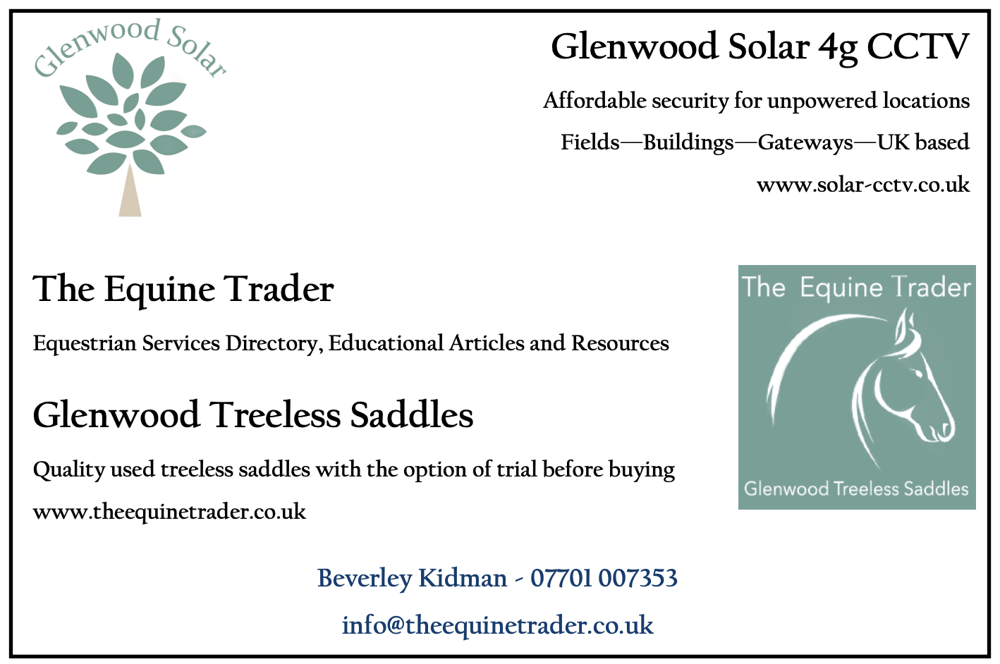 Glenwood Solar
Glenwood Solar 4g CCTV
Affordable security for unpowered locations
Fields—Buildings—Gateways—UK based
www.solar-cctv.co.uk
The Equine Trader
Equestrian Services Directory, Educational Articles and Resources
Glenwood Treeless Saddles
Quality used treeless saddles with the option of trial before buying
www.theequinetrader.co.uk
The Equine Trader
Glenwood Treeless Saddles
Beverley Kidman - 07701 007353
info@theequinetrader.co.uk